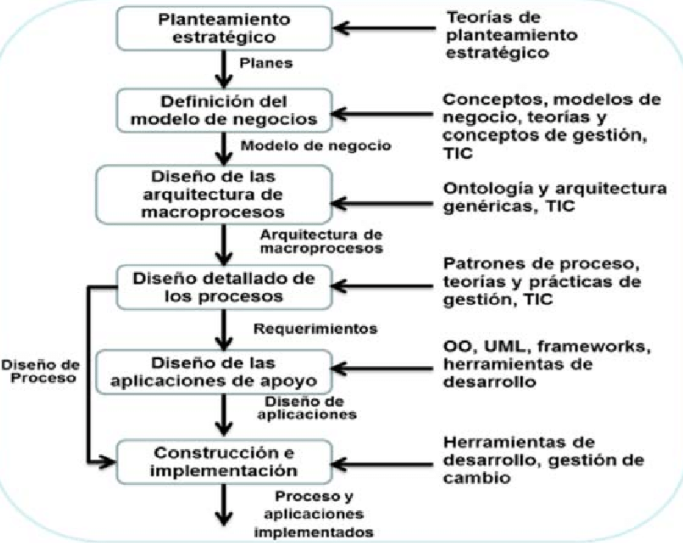 Planteamiento
estratégico
Teorías de
planteamiento
estratégico
Planes
Definición del
modelo de negocios
Conceptos, modelos de
negocio, teorías y
conceptos de gestión,
TIC
Modelo de negocio
Diseño de las
arquitectura de
macroprocesos
Ontología y arquitectura
genéricas, TIC
Arquitectura de
macroprocesos
Diseño detallado de
los procesos
Patrones de proceso,
teorías y prácticas de
gestión, TIC
Requerimientos
Diseño de
Proceso
Diseño de las
aplicaciones de apoyo
OO, UML, frameworks,
herramientas de
desarrollo
Diseño de
aplicaciones
Construcción e
implementación
Herramientas de
desarrollo, gestión de
cambio
Proceso y
aplicaciones
implementados